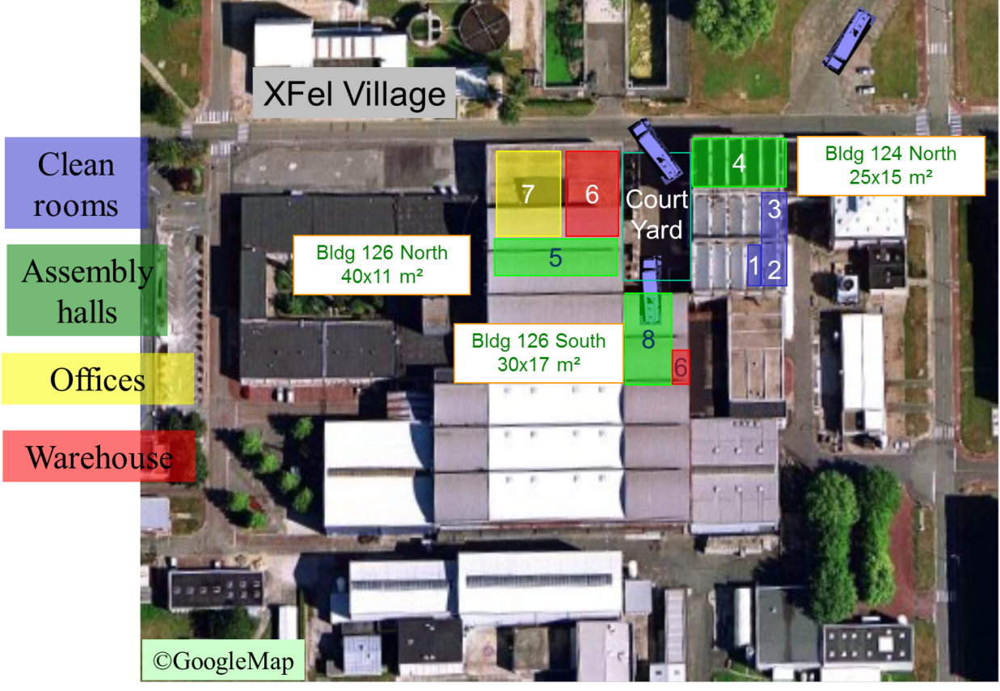 XFel Village
Clean
rooms
Assembly
halls
Offices
Warehouse
7
6
Court
Yard
4
Bldg 124 North
25x15 m²
3
1
2
Bldg 126 North
40x11 m²
5
Bldg 126 South
30x17 m²
8
6
©GoogleMap